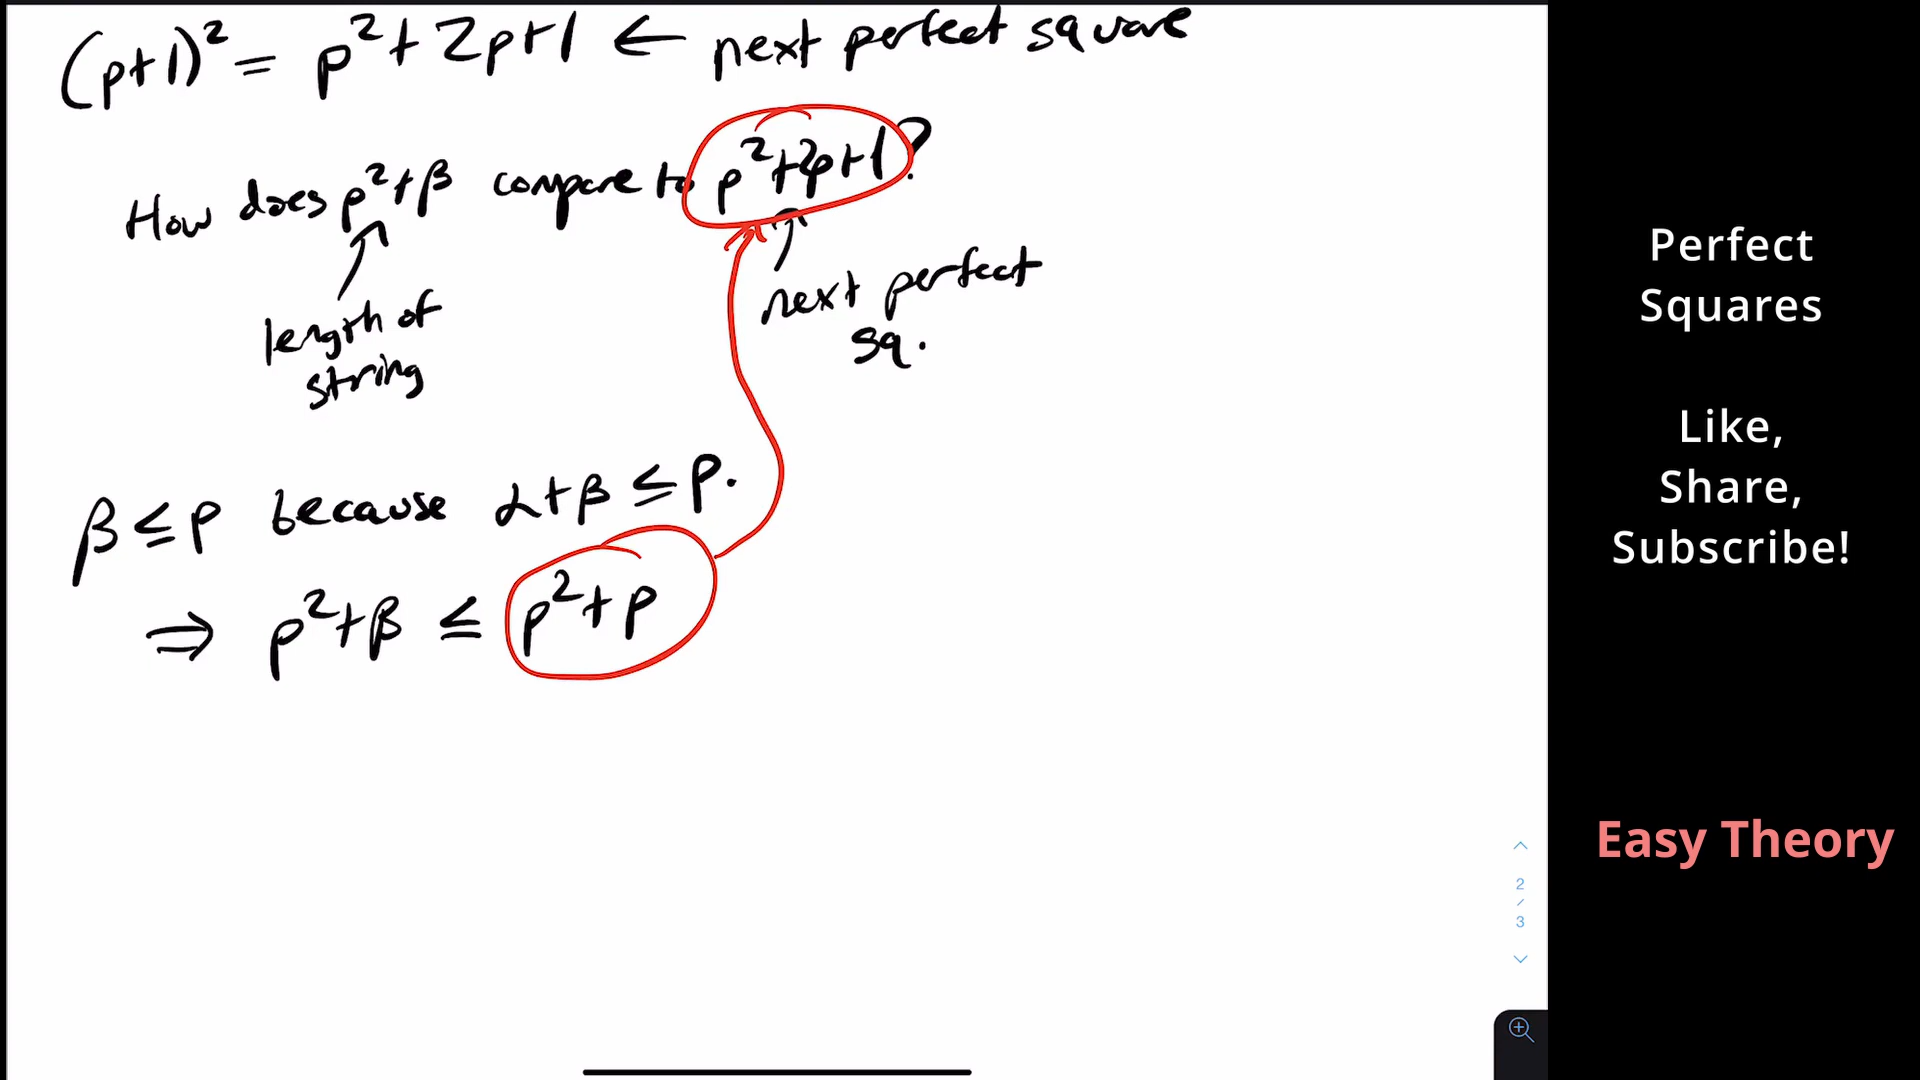 (p+1)² = p²+2p+1 ← next perfect square
How does p²+β compare to p²+2p+1?
length of
string
next perfect
sq.
β ≤ p because α+β ≤ p.
⇒ p²+β ≤ p²+p
Perfect
Squares
Like,
Share,
Subscribe!
Easy Theory
2
/
3